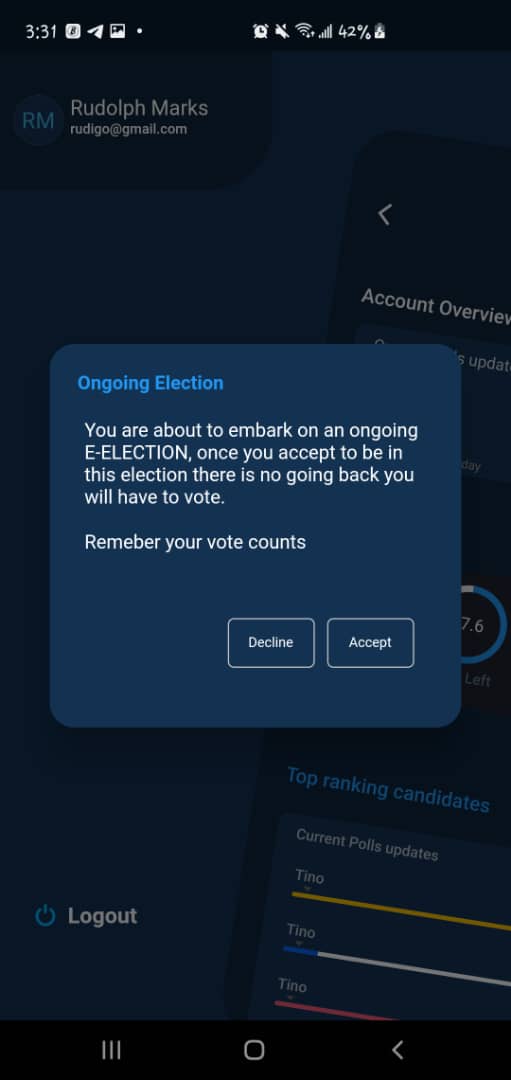 3:31
42%
RM
Rudolph Marks
rudigo@gmail.com
Account Overview
s updat
day
Ongoing Election
You are about to embark on an ongoing
E-ELECTION, once you accept to be in
this election there is no going back you
will have to vote.
Remeber your vote counts
Decline
Accept
7.6
Left
Top ranking candidates
Current Polls updates
Tino
Tino
Tino
Logout